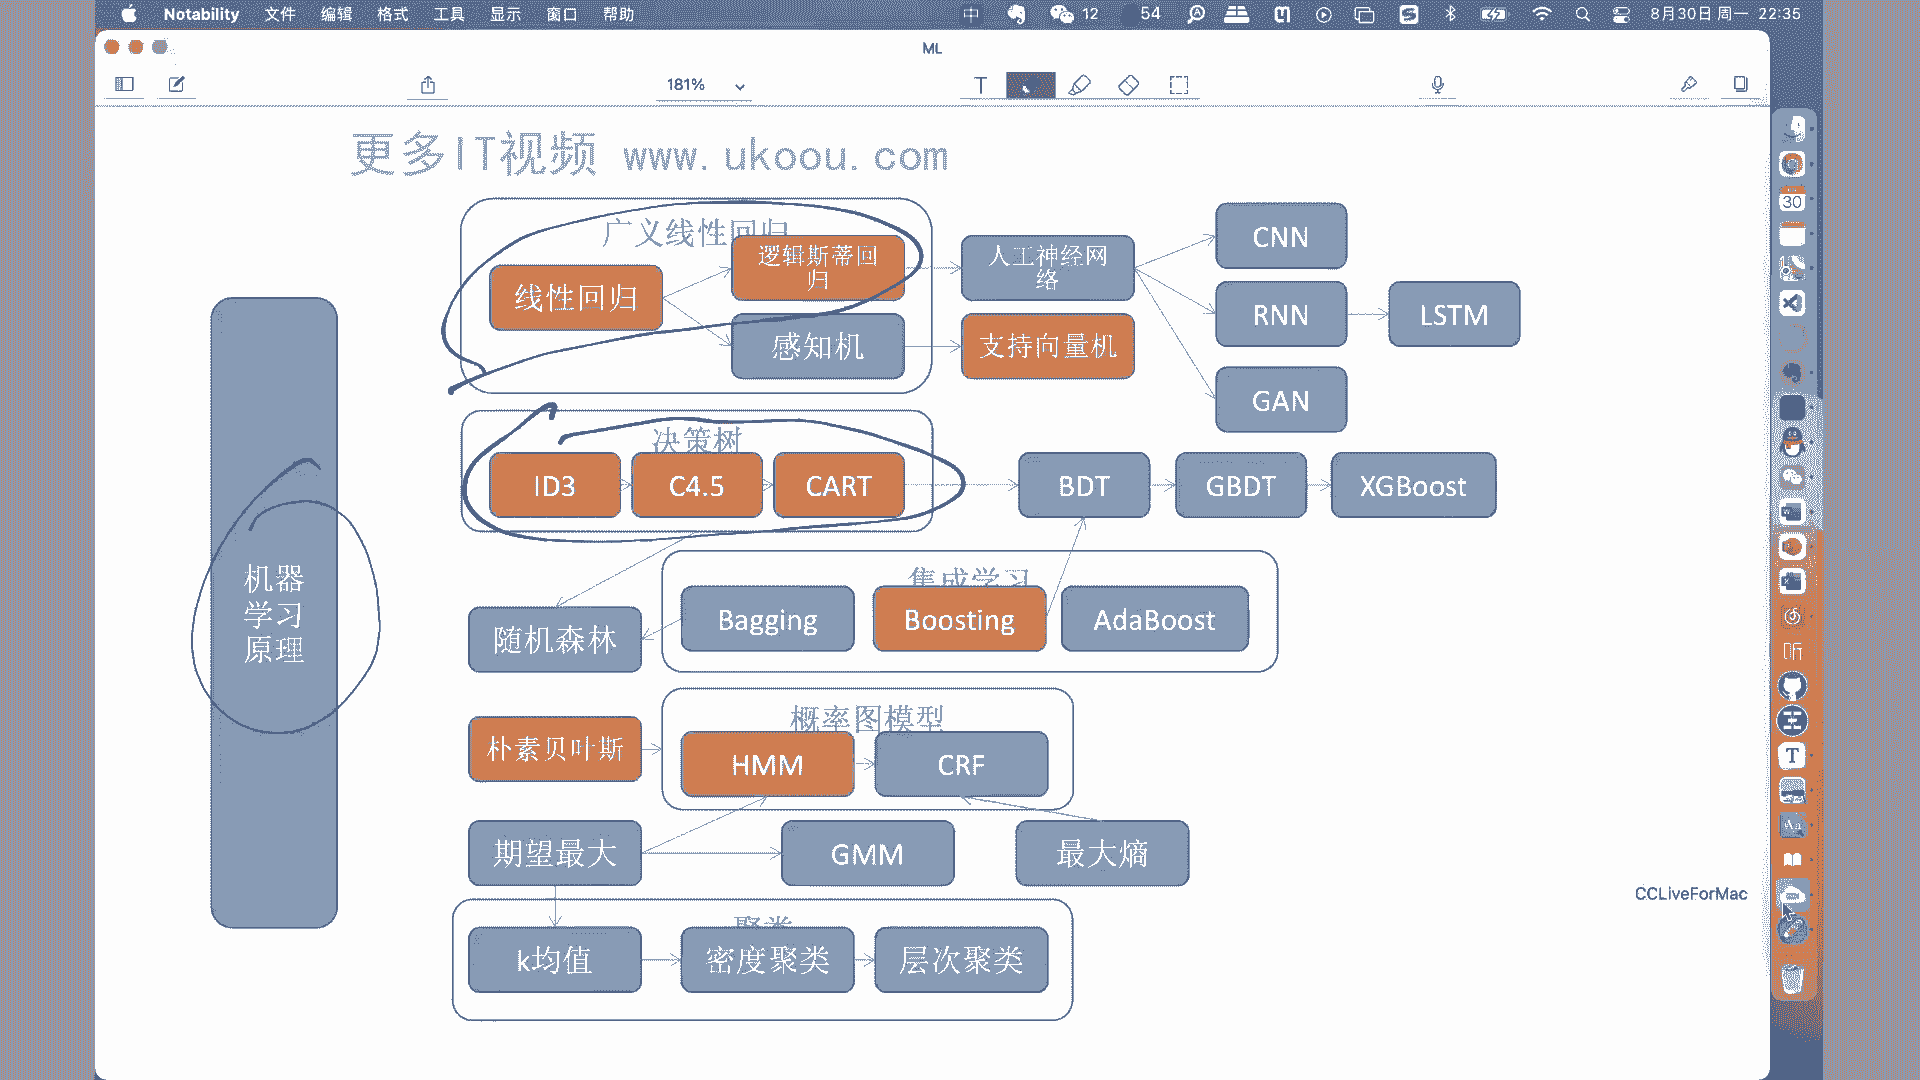 Notability 文件 编辑 格式 工具 显示 窗口 帮助 中 12 54 8月30日 周一 22:35
ML
181%
T
更多IT视频 www.ukoou.com
广义线性回归
线性回归
逻辑斯蒂回
归
感知机
人工神经网
络
支持向量机
CNN
RNN
LSTM
GAN
决策树
ID3
C4.5
CART
BDT
GBDT
XGBoost
机器
学习
原理
集成学习
随机森林
Bagging
Boosting
AdaBoost
概率图模型
朴素贝叶斯
HMM
CRF
期望最大
GMM
最大熵
聚类
k均值
密度聚类
层次聚类
CCLiveForMac
30
听
T
Aa